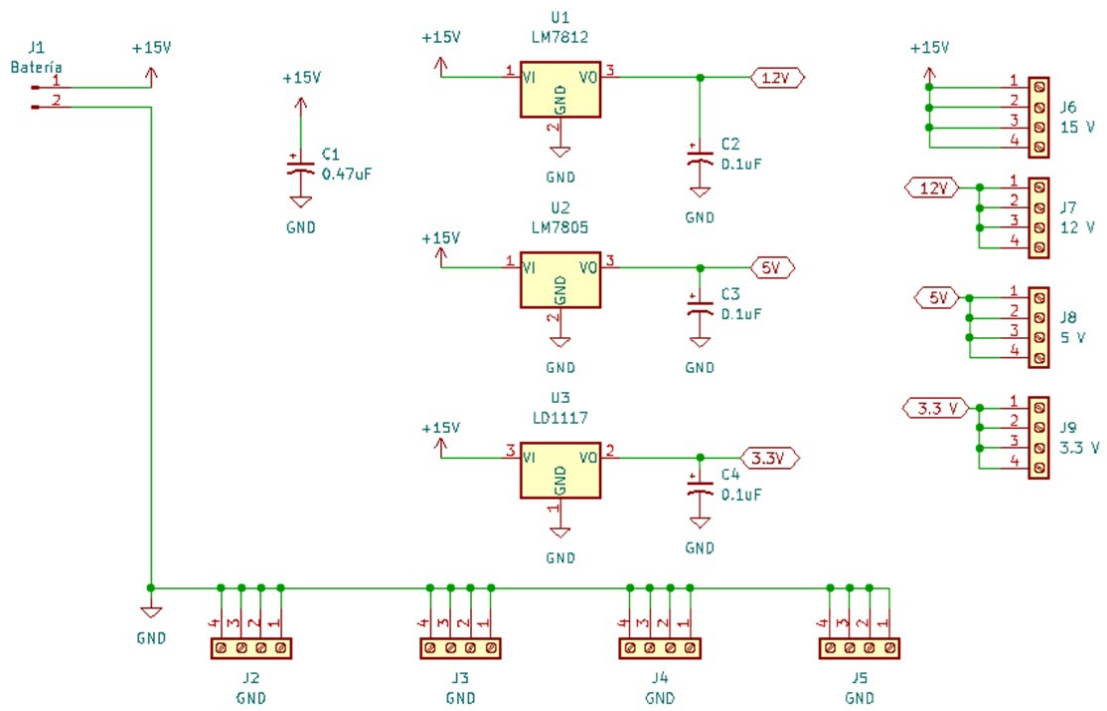 J1
Batería
1
2
+15V
+15V
+
C1
0.47uF
GND
U1
LM7812
+15V
1
VI
VO
3
12V
GND
2
GND
+
C2
0.1uF
GND
U2
LM7805
+15V
1
VI
VO
3
5V
GND
2
GND
+
C3
0.1uF
GND
U3
LD1117
+15V
3
VI
VO
2
3.3V
GND
1
GND
+
C4
0.1uF
GND
+15V
1
2
3
4
J6
15 V
12V
1
2
3
4
J7
12 V
5V
1
2
3
4
J8
5 V
3.3 V
1
2
3
4
J9
3.3 V
GND
4
3
2
1
J2
GND
4
3
2
1
J3
GND
4
3
2
1
J4
GND
4
3
2
1
J5
GND